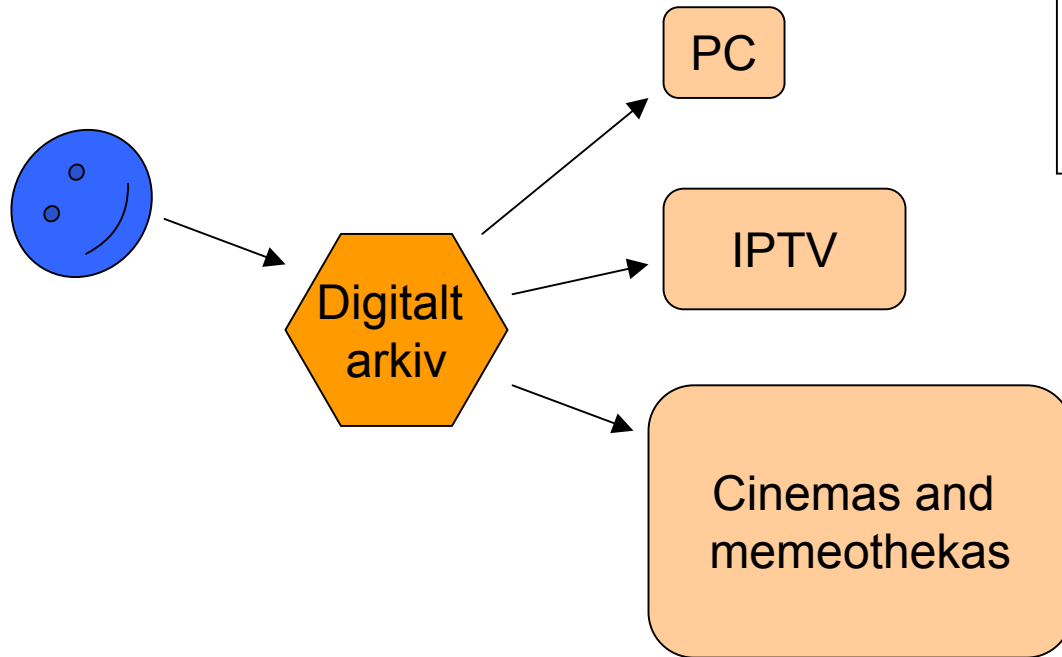 PC
IPTV
Digitalt
arkiv
Cinemas and
memeothekas